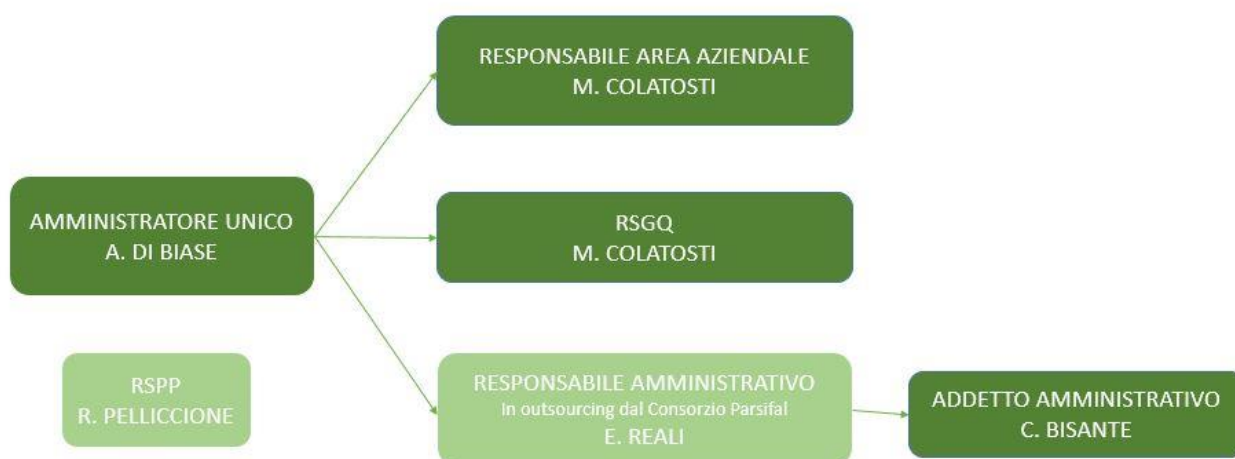 RESPONSABILE AREA AZIENDALE
M. COLATOSTI
AMMINISTRATORE UNICO
A. DI BIASE
RSGQ
M. COLATOSTI
RSPP
R. PELLICCIONE
RESPONSABILE AMMINISTRATIVO
In outsourcing dal Consorzio Parsifal
E. REALI
ADDETTO AMMINISTRATIVO
C. BISANTE